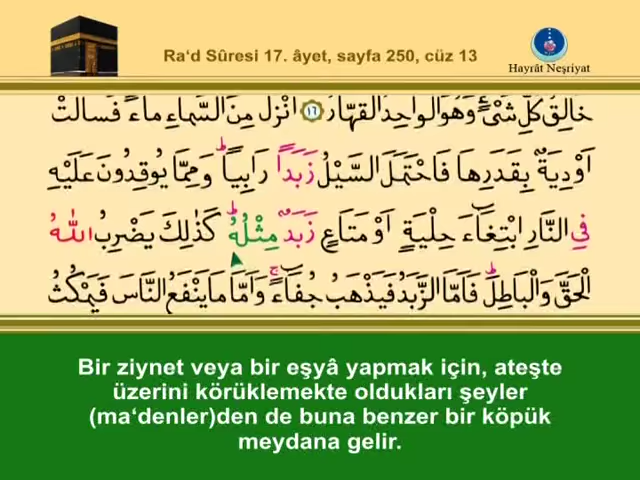 Ra‘d Sûresi 17. âyet, sayfa 250, cüz 13
Hayrât Neşriyat
خَالِقُ كُلِّ شَيْءٍ وَهُوَ الْوَاحِدُ الْقَهَّارُ ﴿١٦﴾ اَنْزَلَ مِنَ السَّمَٓاءِ مَٓاءً فَسَالَتْ
اَوْدِيَةٌ بِقَدَرِهَا فَاحْتَمَلَ السَّيْلُ زَبَدًا رَابِيًاۜ وَمِمَّا يُوقِدُونَ عَلَيْهِ
فِي النَّارِ ابْتِغَٓاءَ حِلْيَةٍ اَوْ مَتَاعٍ زَبَدٌ مِثْلُهُۜ كَذٰلِكَ يَضْرِبُ اللّٰهُ
الْحَقَّ وَالْبَاطِلَۜ فَاَمَّا الزَّبَدُ فَيَذْهَبُ جُفَٓاءًۚ وَاَمَّا مَا يَنْفَعُ النَّاسَ فَيَمْكُثُ
Bir ziynet veya bir eşyâ yapmak için, ateşte
üzerini körüklemekte oldukları şeyler
(ma‘denler)den de buna benzer bir köpük
meydana gelir.